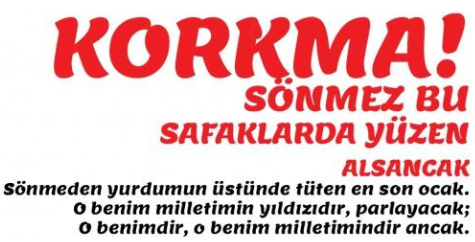 KORKMA!
SÖNMEZ BU
SAFAKLARDA YÜZEN
ALSANCAK
Sönmeden yurdumun üstünde tüten en son ocak.
O benim milletimin yıldızıdır, parlayacak;
O benimdir, o benim milletimindir ancak.